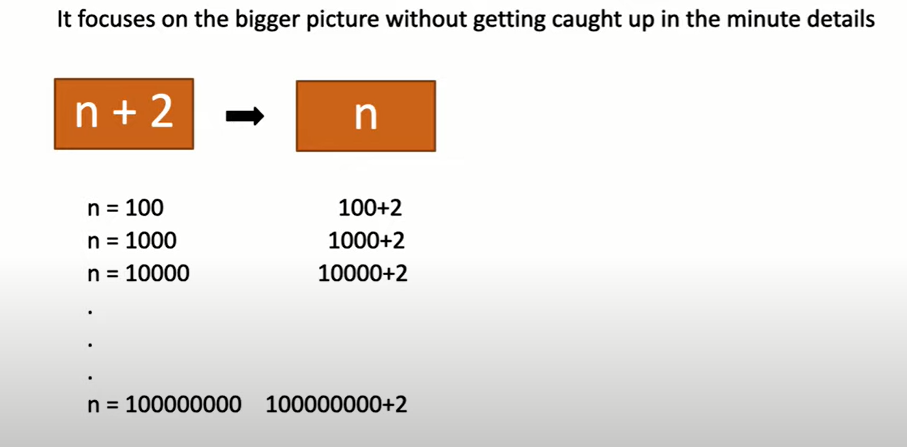 It focuses on the bigger picture without getting caught up in the minute details
n + 2 n
n = 100 100+2
n = 1000 1000+2
n = 10000 10000+2
.
.
.
n = 100000000 100000000+2